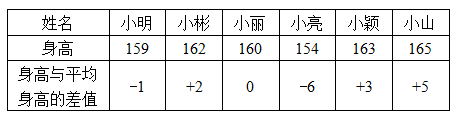 姓名 小明 小彬 小丽 小亮 小颖 小山
身高 159 162 160 154 163 165
身高与平均
身高的差值 −1 +2 0 −6 +3 +5